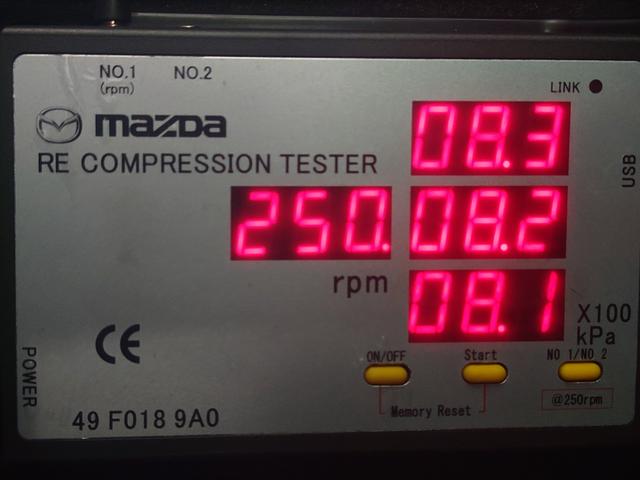 NO.1 NO.2
(rpm)
LINK
mazda
08.3
RE COMPRESSION TESTER
USB
250. 08.2
rpm
08.1
X100
kPa
POWER
CE
ON/OFF Start NO 1/NO 2
Memory Reset
@250rpm
49 F018 9A0